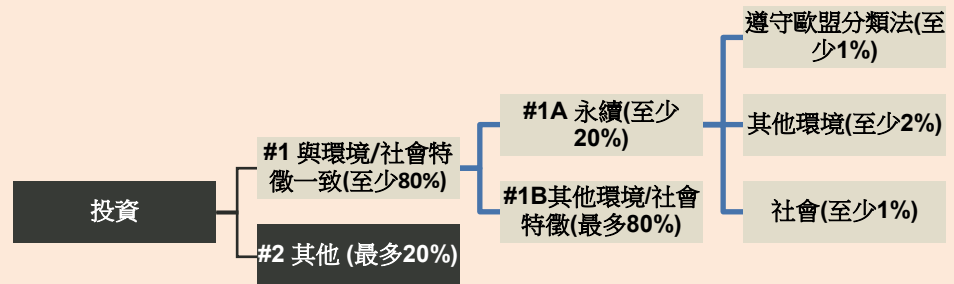 投資
#1 與環境/社會特
徵一致(至少80%)
#2 其他 (最多20%)
#1A 永續(至少
20%)
#1B其他環境/社會
特徵(最多80%)
遵守歐盟分類法(至
少1%)
其他環境(至少2%)
社會(至少1%)